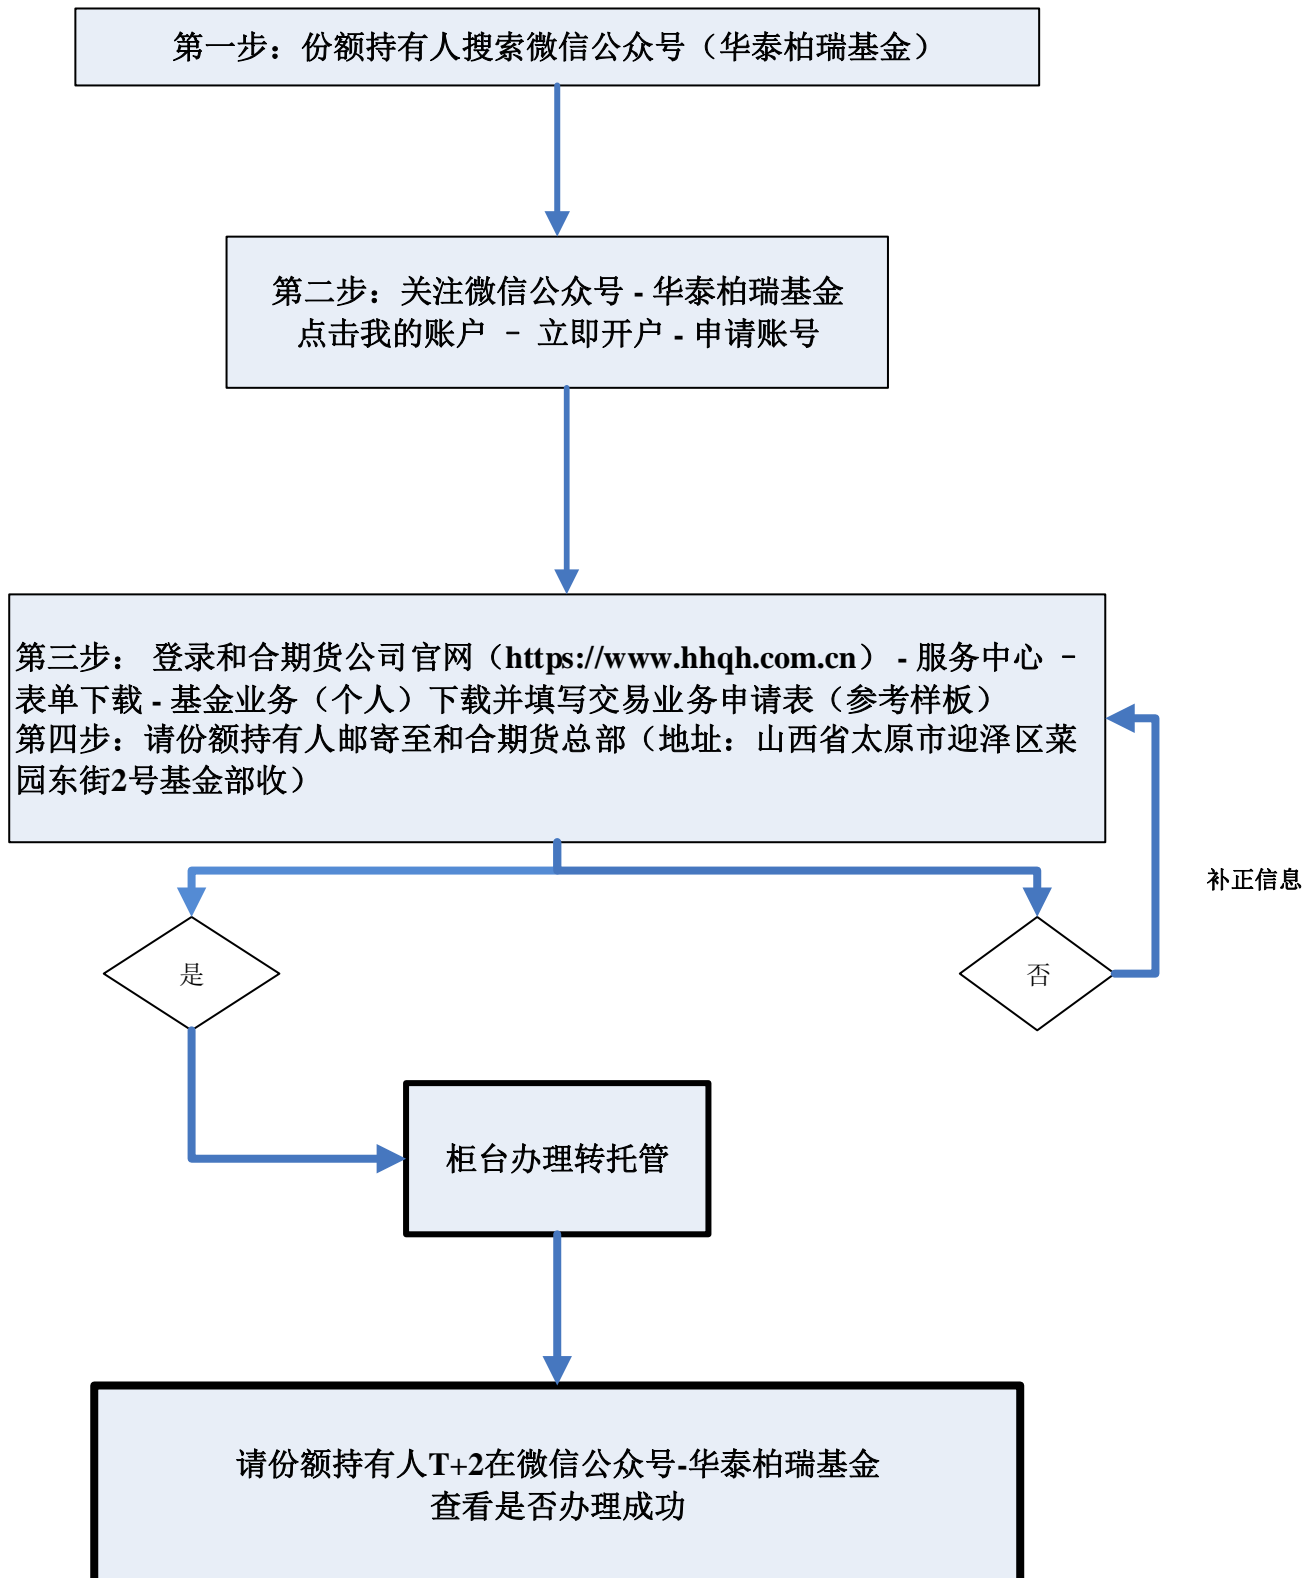 第一步：份额持有人搜索微信公众号（华泰柏瑞基金）
第二步：关注微信公众号 - 华泰柏瑞基金
点击我的账户 － 立即开户 - 申请账号
第三步： 登录和合期货公司官网（https://www.hhqh.com.cn） - 服务中心 －
表单下载 - 基金业务（个人）下载并填写交易业务申请表（参考样板）
第四步：请份额持有人邮寄至和合期货总部（地址：山西省太原市迎泽区菜
园东街2号基金部收）
补正信息
是
否
柜台办理转托管
请份额持有人T+2在微信公众号-华泰柏瑞基金
查看是否办理成功